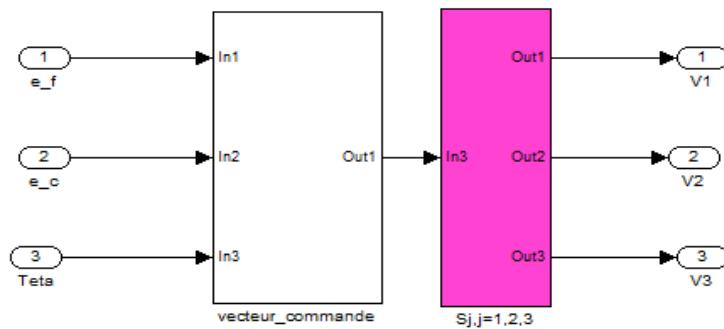 1
e_f
2
e_c
3
Teta
In1
In2
In3
Out1
vecteur_commande
In3
Out1
Out2
Out3
Sj,j=1,2,3
1
V1
2
V2
3
V3